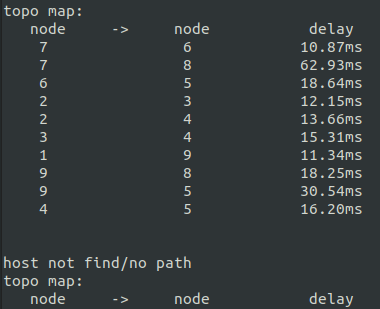 topo map:
node -> node delay
7 6 10.87ms
7 8 62.93ms
6 5 18.64ms
2 3 12.15ms
2 4 13.66ms
3 4 15.31ms
1 9 11.34ms
9 8 18.25ms
9 5 30.54ms
4 5 16.20ms
host not find/no path
topo map:
node -> node delay